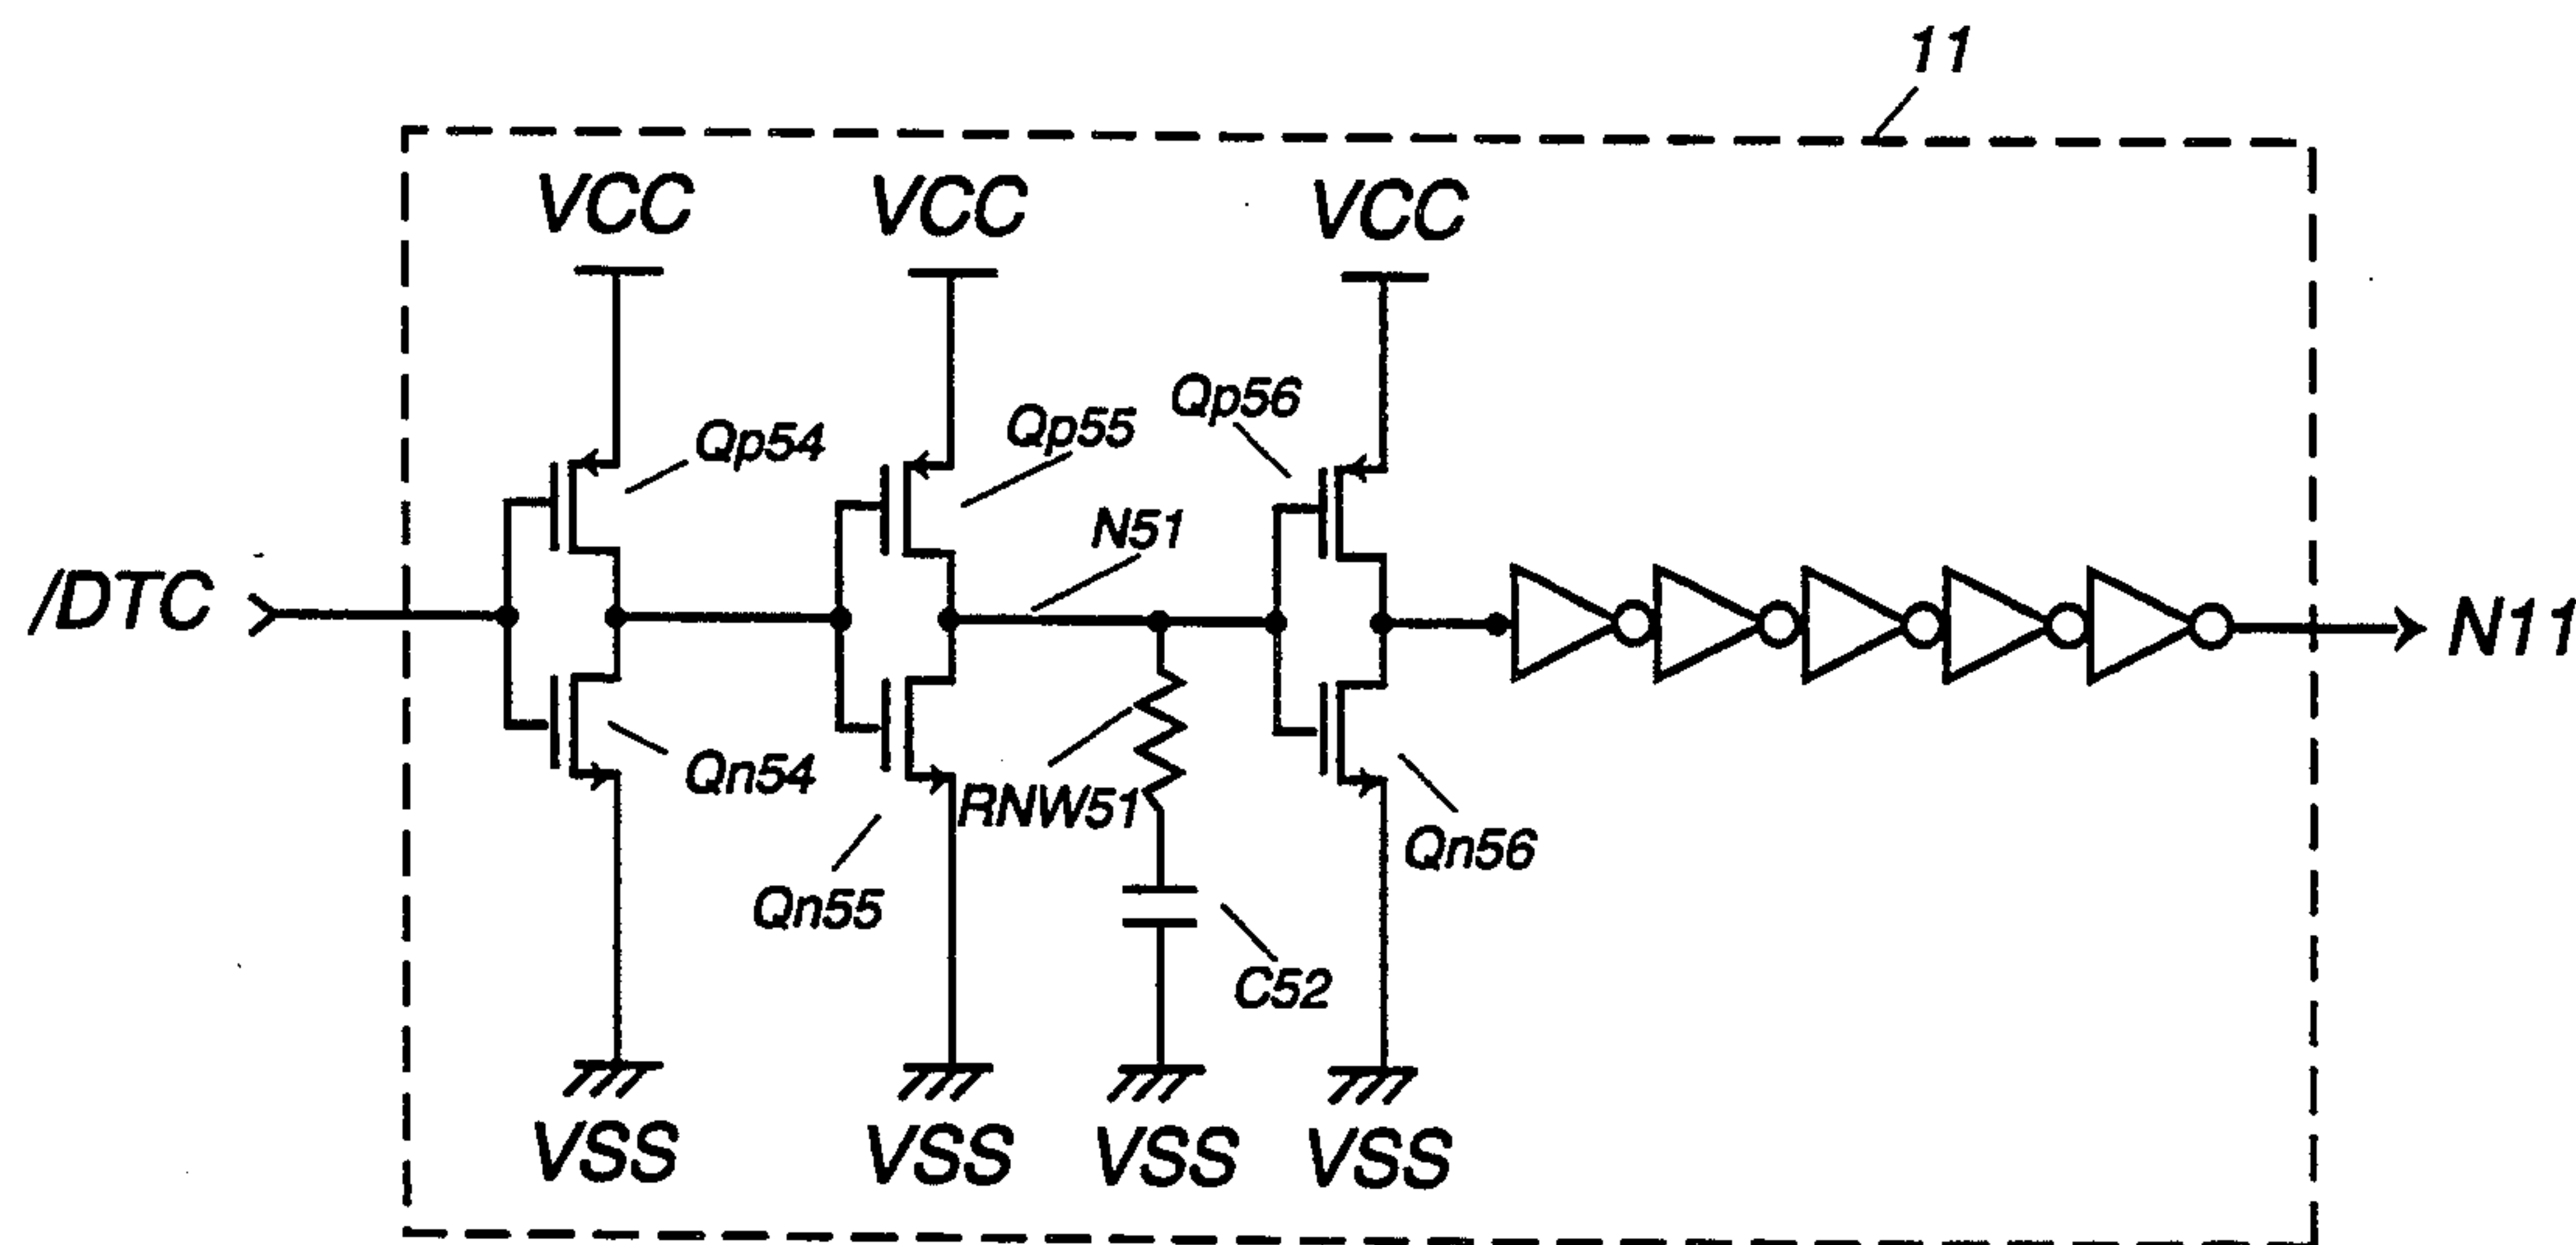 11
VCC
VCC
VCC
Qp54
Qp55
Qp56
N51
/DTC
N11
Qn54
RNW51
Qn55
Qn56
C52
VSS
VSS
VSS
VSS